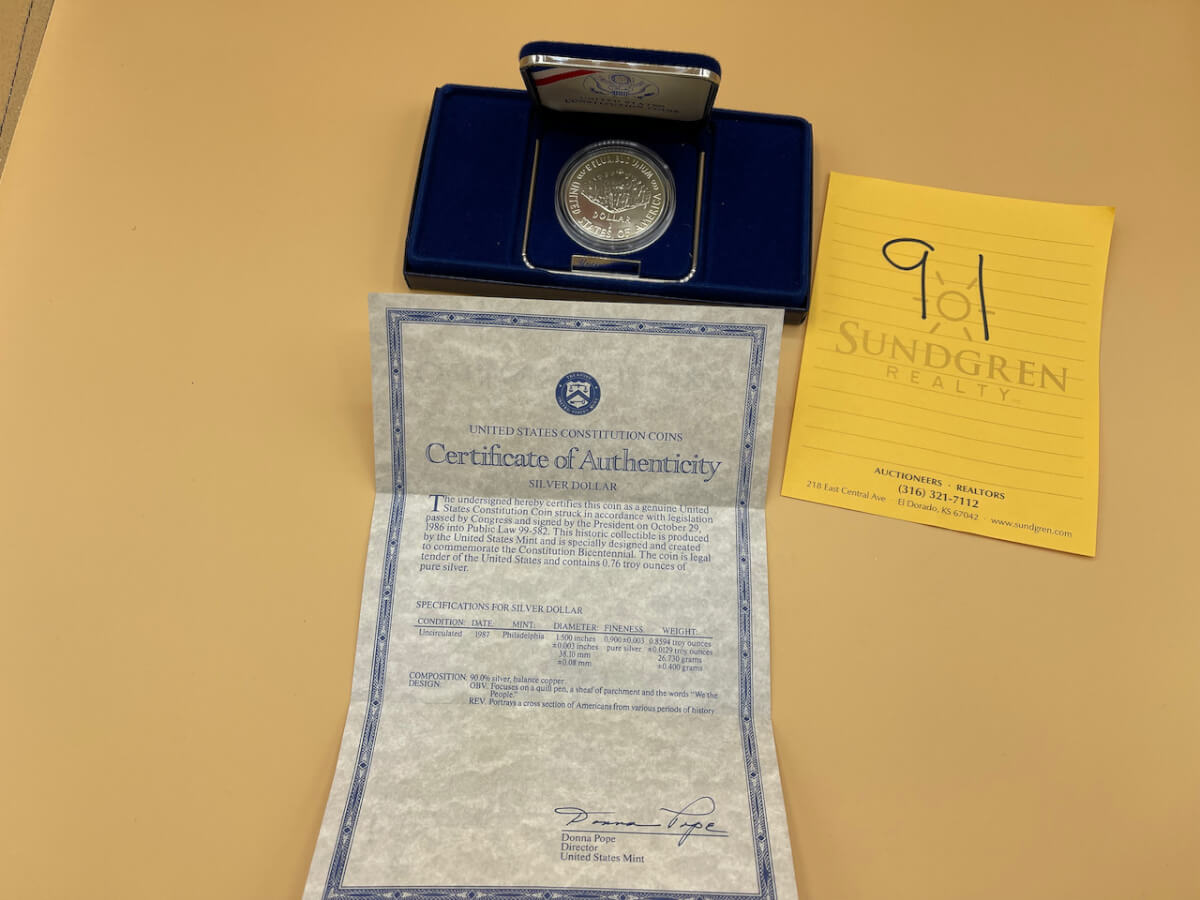 UNITED STATES
CONSTITUTION COINS
E PLURIBUS UNUM
DOLLAR 1
UNITED STATES OF AMERICA
91
SUNDGREN
REALTY
AUCTIONEERS · REALTORS
(316) 321-7112
218 East Central Ave · El Dorado, KS 67042 · www.sundgren.com
UNITED STATES CONSTITUTION COINS
Certificate of Authenticity
SILVER DOLLAR
The undersigned hereby certifies this coin as a genuine United
States Constitution Coin struck in accordance with legislation
passed by Congress and signed by the President on October 29,
1986 into Public Law 99-582. This historic collectible is produced
by the United States Mint and is specially designed and created
to commemorate the Constitution Bicentennial. The coin is legal
tender of the United States and contains 0.76 troy ounces of
pure silver.
SPECIFICATIONS FOR SILVER DOLLAR
CONDITION: DATE: MINT: DIAMETER: FINENESS: WEIGHT:
Uncirculated 1987 Philadelphia 1.500 inches 0.900 ±0.003 0.8594 troy ounces
±0.003 inches pure silver ±0.0129 troy ounces
38.10 mm 26.730 grams
±0.08 mm ±0.400 grams
COMPOSITION: 90.0% silver, balance copper
DESIGN: OBV. Focuses on a quill pen, a sheaf of parchment and the words "We the
People."
REV. Portrays a cross section of Americans from various periods of history
Donna Pope
Donna Pope
Director
United States Mint